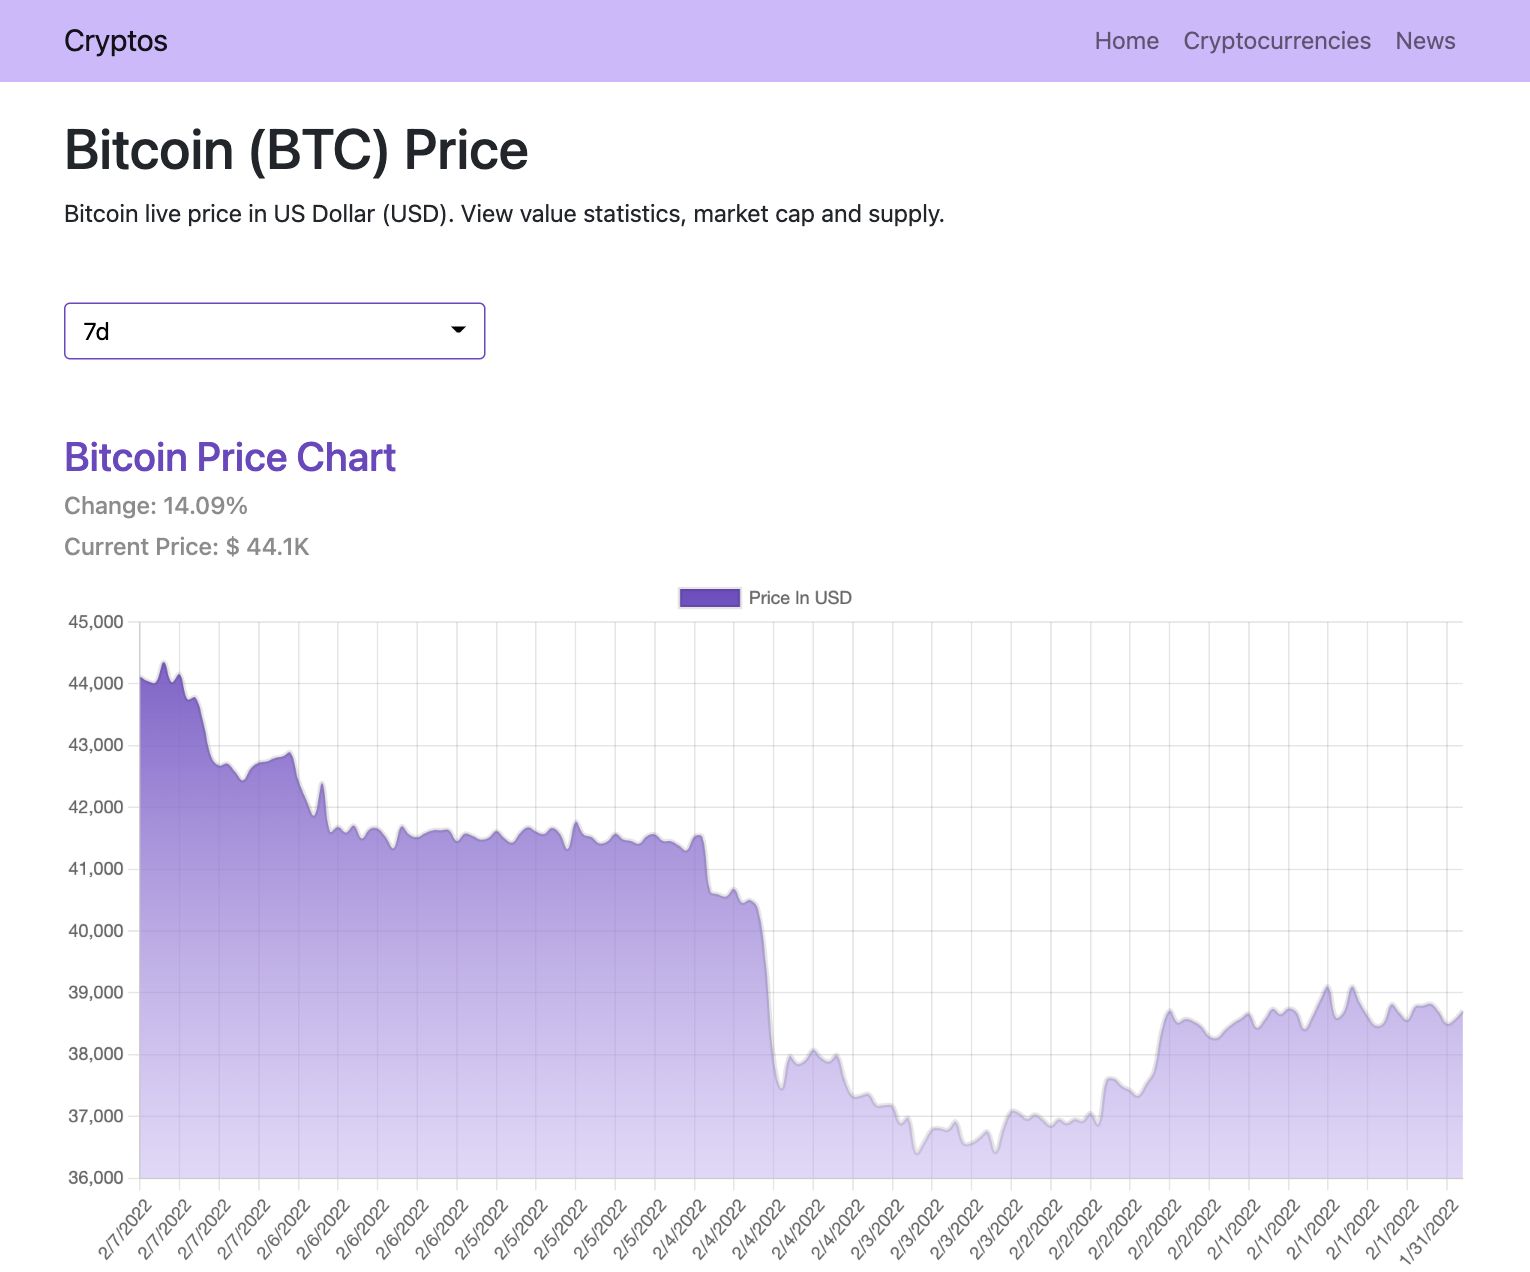 Cryptos
Home Cryptocurrencies News
Bitcoin (BTC) Price
Bitcoin live price in US Dollar (USD). View value statistics, market cap and supply.
7d
Bitcoin Price Chart
Change: 14.09%
Current Price: $ 44.1K
Price In USD
45,000
44,000
43,000
42,000
41,000
40,000
39,000
38,000
37,000
36,000
2/7/2022 2/7/2022 2/7/2022 2/7/2022 2/6/2022 2/6/2022 2/6/2022 2/6/2022 2/6/2022 2/5/2022 2/5/2022 2/5/2022 2/5/2022 2/5/2022 2/4/2022 2/4/2022 2/4/2022 2/4/2022 2/4/2022 2/3/2022 2/3/2022 2/3/2022 2/3/2022 2/2/2022 2/2/2022 2/2/2022 2/2/2022 2/2/2022 2/1/2022 2/1/2022 2/1/2022 2/1/2022 2/1/2022 1/31/2022